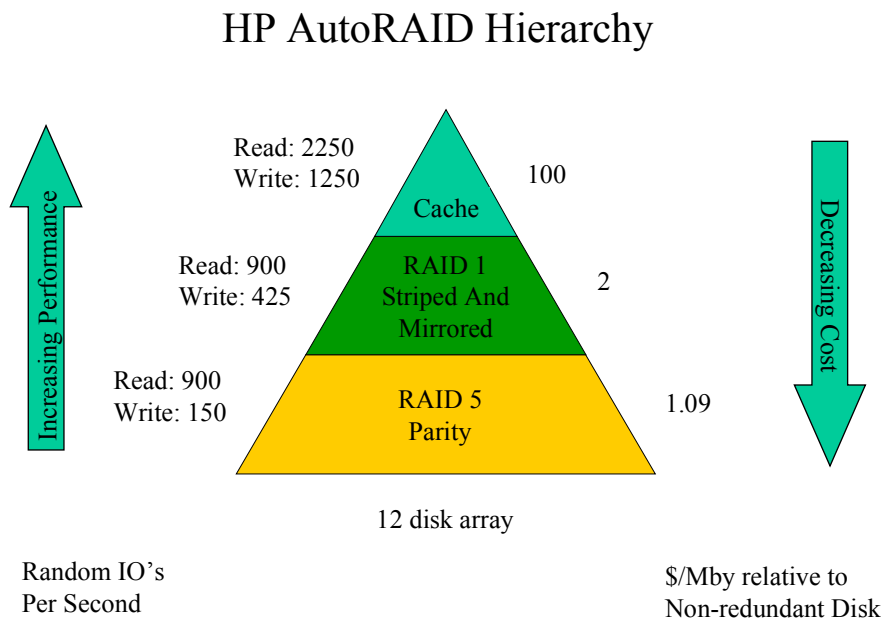 HP AutoRAID Hierarchy
Increasing Performance
Read: 2250
Write: 1250
Cache
100
Read: 900
Write: 425
RAID 1
Striped And
Mirrored
2
Read: 900
Write: 150
RAID 5
Parity
1.09
Decreasing Cost
12 disk array
Random IO's
Per Second
$/Mby relative to
Non-redundant Disk